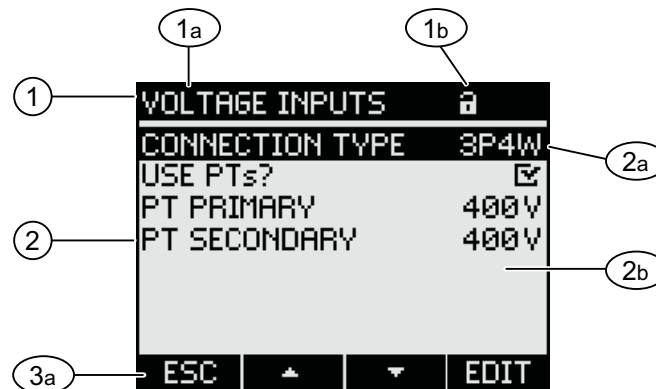 1a 1b
1 VOLTAGE INPUTS
CONNECTION TYPE 3P4W
2a
USE PTs?
PT PRIMARY 400V
2 PT SECONDARY 400V
2b
3a ESC EDIT